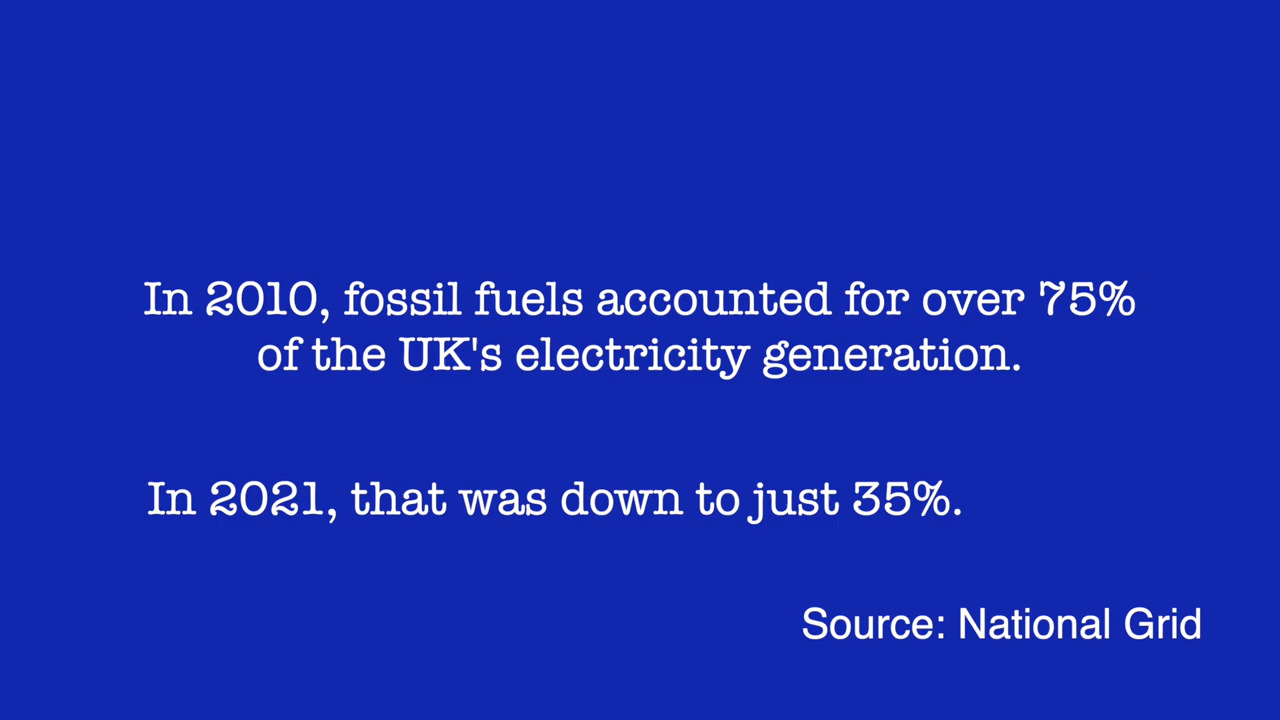 In 2010, fossil fuels accounted for over 75%
of the UK's electricity generation.
In 2021, that was down to just 35%.
Source: National Grid